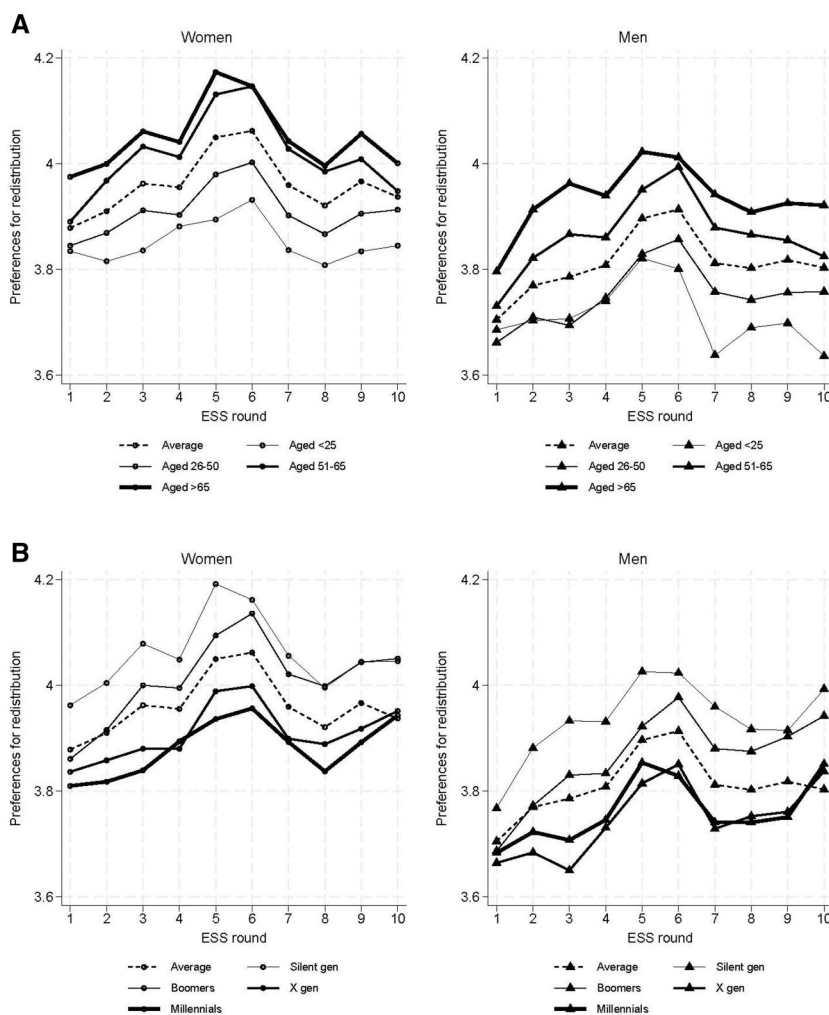 A
Women
Men
Preferences for redistribution
4.2
4
3.8
3.6
1 2 3 4 5 6 7 8 9 10
ESS round
Average
Aged <25
Aged 26-50
Aged 51-65
Aged >65
Preferences for redistribution
4.2
4
3.8
3.6
1 2 3 4 5 6 7 8 9 10
ESS round
Average
Aged <25
Aged 26-50
Aged 51-65
Aged >65
B
Women
Men
Preferences for redistribution
4.2
4
3.8
3.6
1 2 3 4 5 6 7 8 9 10
ESS round
Average
Silent gen
Boomers
X gen
Millennials
Preferences for redistribution
4.2
4
3.8
3.6
1 2 3 4 5 6 7 8 9 10
ESS round
Average
Silent gen
Boomers
X gen
Millennials